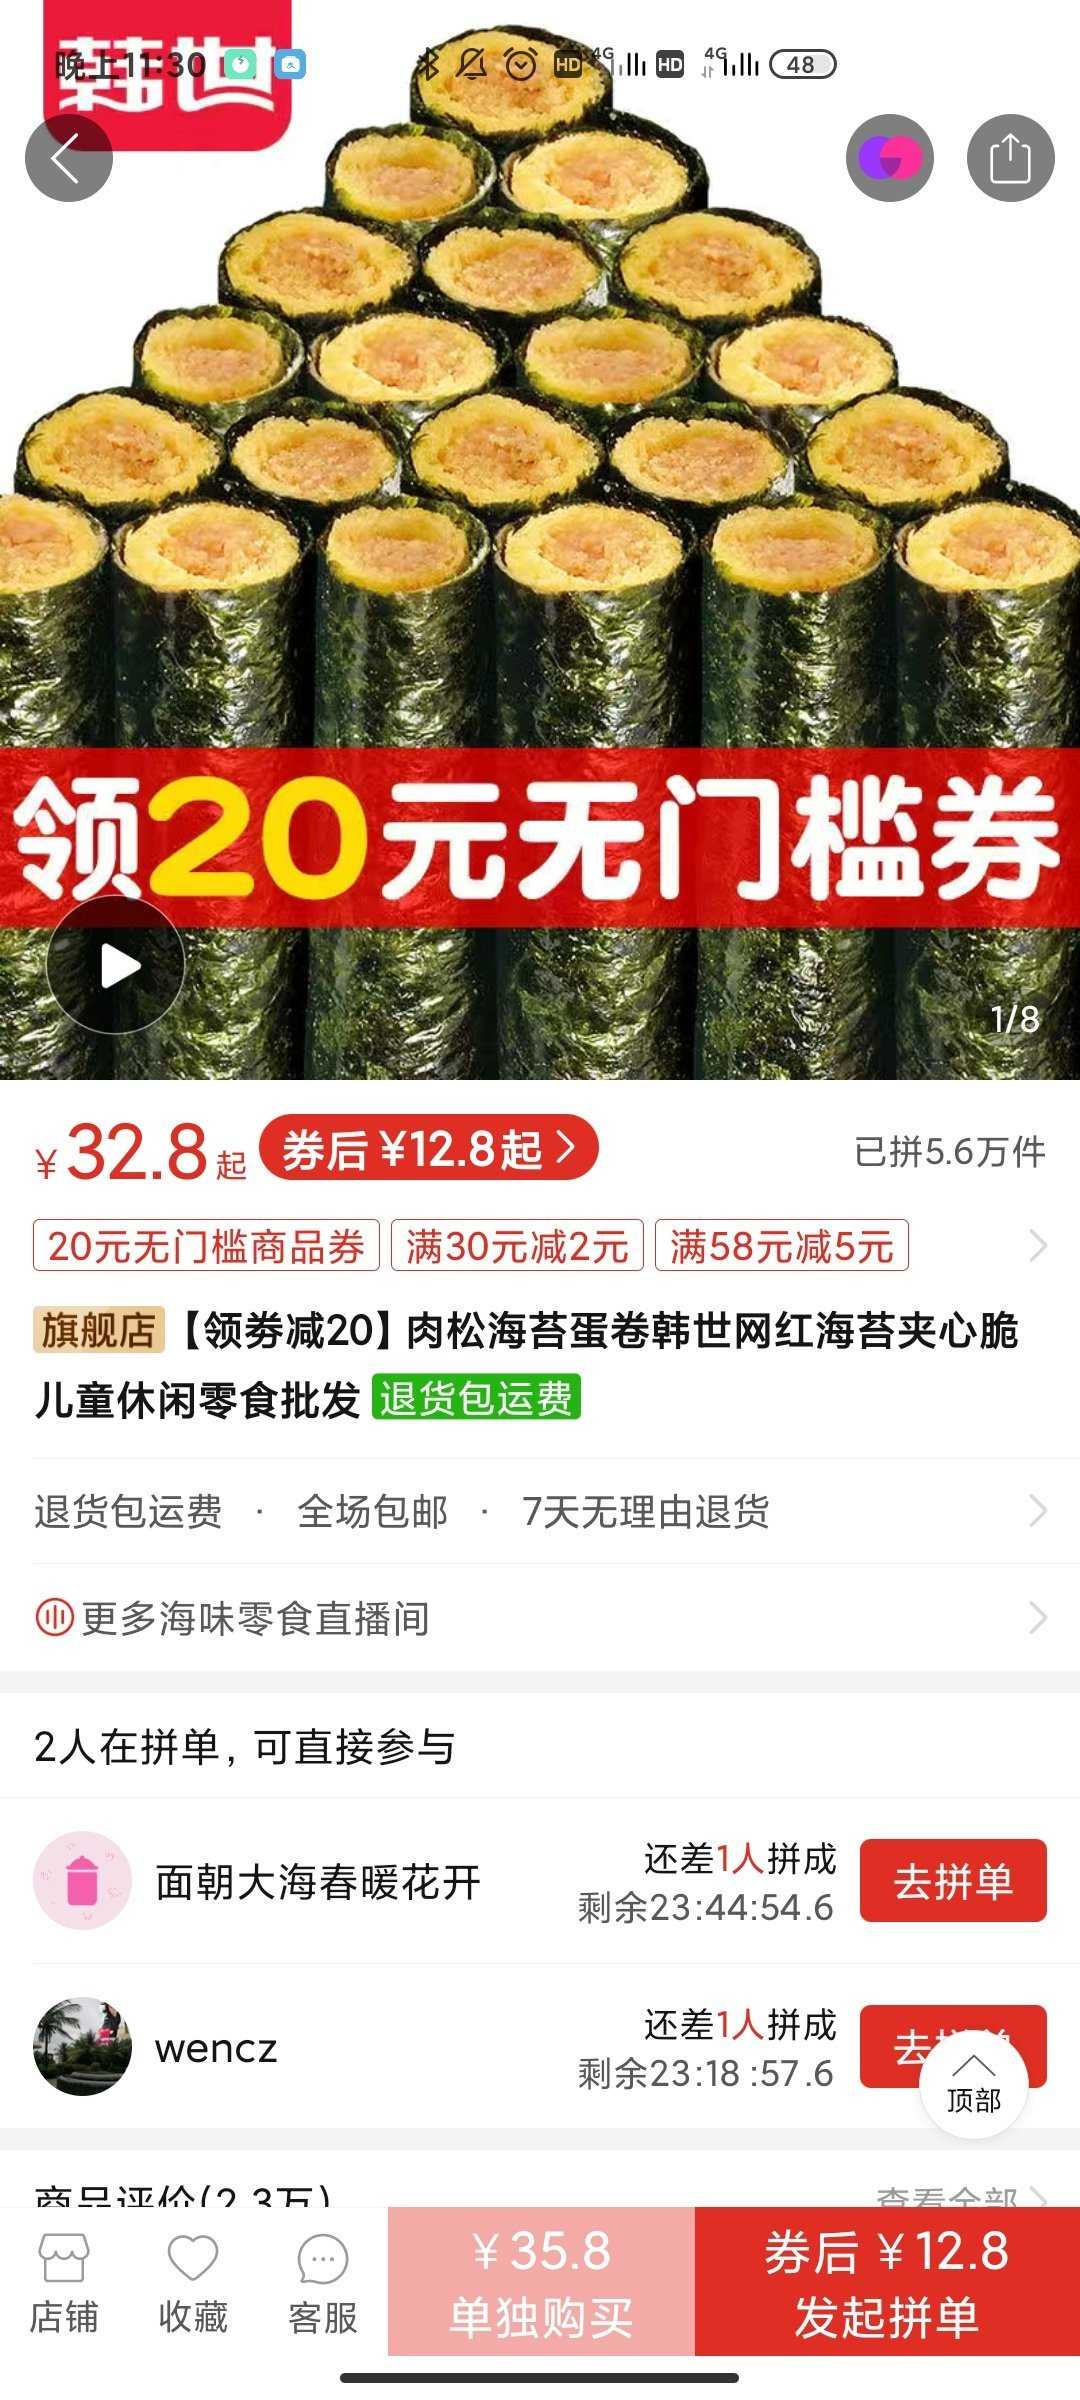 韩世
晚上11:30
HD 4G HD 4G 48
领20元无门槛券
1/8
¥32.8起 券后¥12.8起 已拼5.6万件
20元无门槛商品券 满30元减2元 满58元减5元
旗舰店【领劵减20】肉松海苔蛋卷韩世网红海苔夹心脆
儿童休闲零食批发 退货包运费
退货包运费 · 全场包邮 · 7天无理由退货
更多海味零食直播间
2人在拼单，可直接参与
面朝大海春暖花开
还差1人拼成
剩余23:44:54.6
去拼单
wencz
还差1人拼成
剩余23:18:57.6
去拼单
顶部
商品评价(2.3万) 查看全部
店铺
收藏
客服
¥35.8
单独购买
券后¥12.8
发起拼单